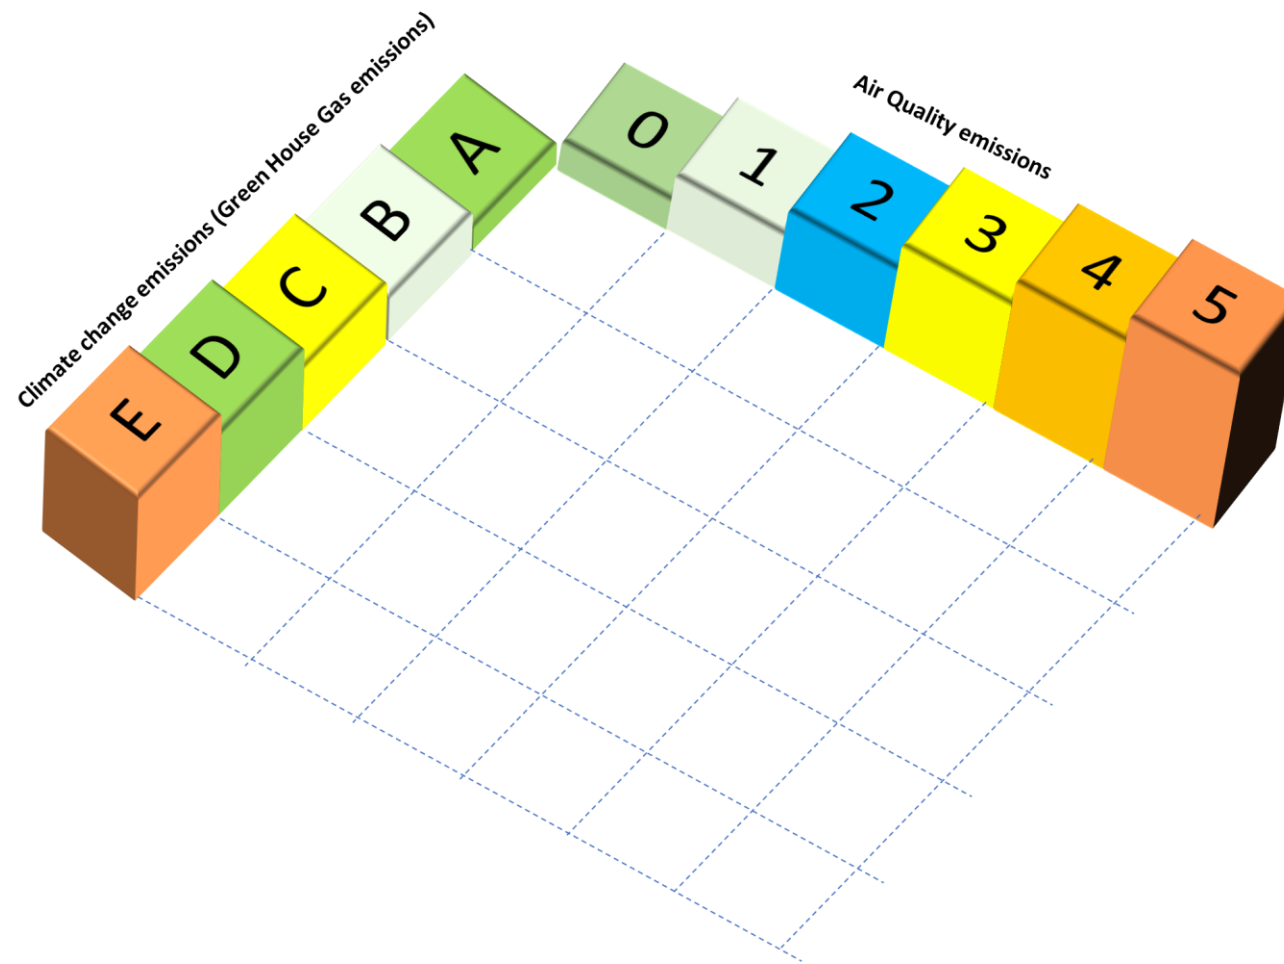 Climate change emissions (Green House Gas emissions)
Air Quality emissions
A
B
C
D
E
0
1
2
3
4
5